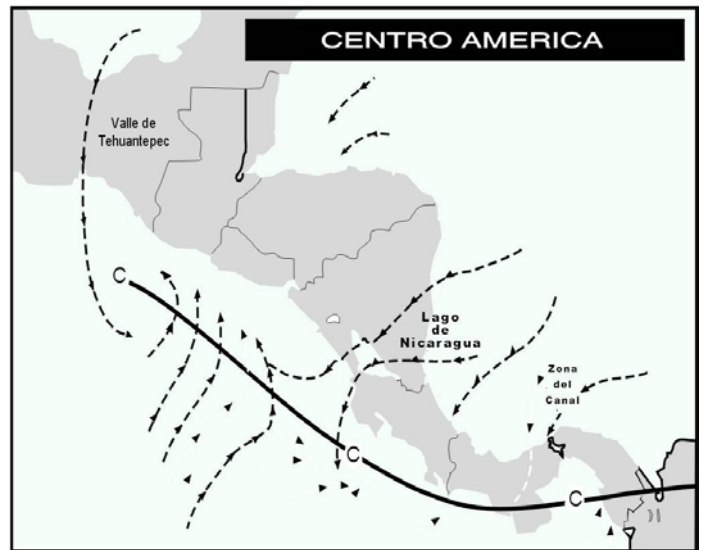 CENTRO AMERICA
Valle de
Tehuantepec
C
Lago
de
Nicaragua
Zona
del
Canal
C
C